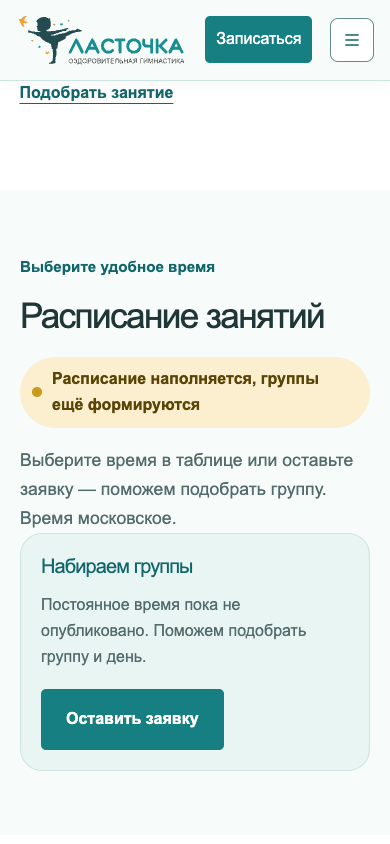 ЛАСТОЧКА
ОЗДОРОВИТЕЛЬНАЯ ГИМНАСТИКА
Записаться
Подобрать занятие
Выберите удобное время
Расписание занятий
Расписание наполняется, группы
ещё формируются
Выберите время в таблице или оставьте
заявку — поможем подобрать группу.
Время московское.
Набираем группы
Постоянное время пока не
опубликовано. Поможем подобрать
группу и день.
Оставить заявку